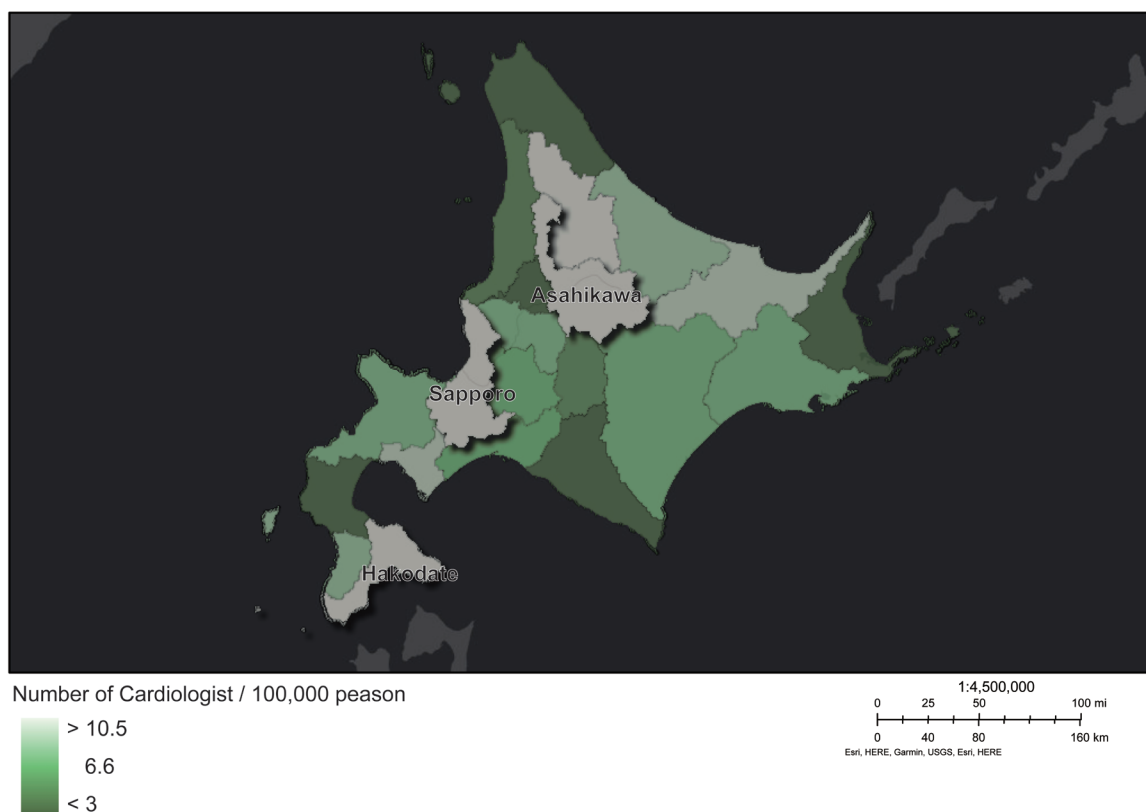 Asahikawa
Sapporo
Hakodate
Number of Cardiologist / 100,000 peason
> 10.5
6.6
< 3
1:4,500,000
0 25 50 100 mi
0 40 80 160 km
Esri, HERE, Garmin, USGS, Esri, HERE